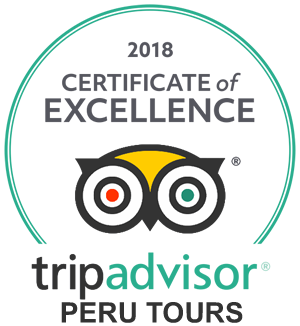 2018
CERTIFICATE of
EXCELLENCE
®
tripadvisor®
PERU TOURS